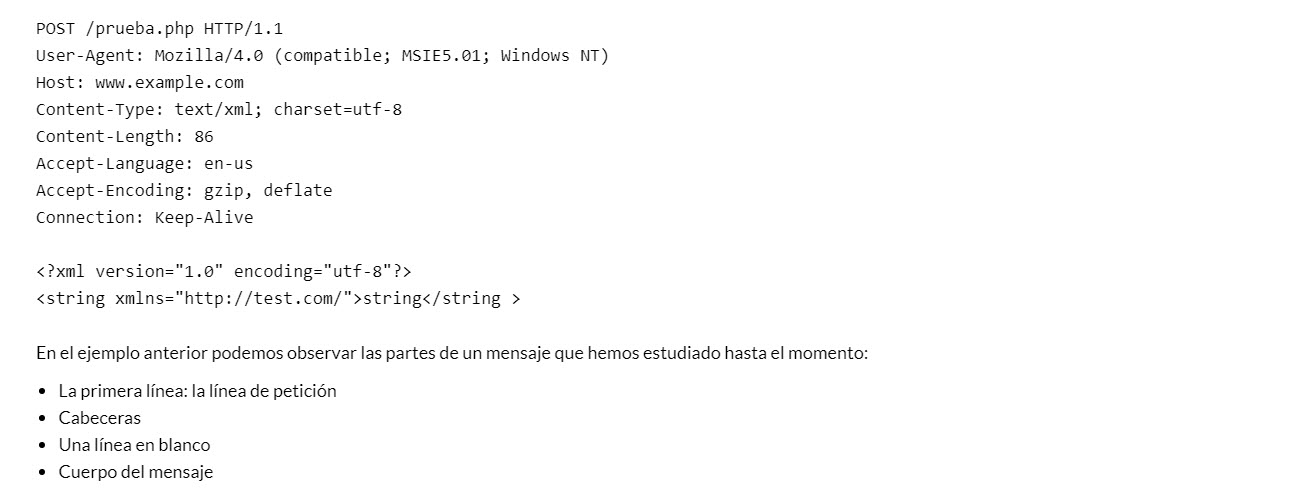 POST /prueba.php HTTP/1.1
User-Agent: Mozilla/4.0 (compatible; MSIE5.01; Windows NT)
Host: www.example.com
Content-Type: text/xml; charset=utf-8
Content-Length: 86
Accept-Language: en-us
Accept-Encoding: gzip, deflate
Connection: Keep-Alive

<?xml version="1.0" encoding="utf-8"?>
<string xmlns="http://test.com/">string</string >

En el ejemplo anterior podemos observar las partes de un mensaje que hemos estudiado hasta el momento:
• La primera línea: la línea de petición
• Cabeceras
• Una línea en blanco
• Cuerpo del mensaje